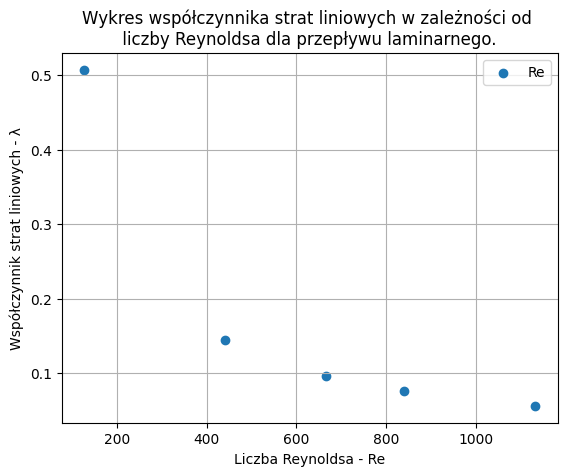 Wykres współczynnika strat liniowych w zależności od
liczby Reynoldsa dla przepływu laminarnego.
Re
Współczynnik strat liniowych - λ
0.5
0.4
0.3
0.2
0.1
200 400 600 800 1000
Liczba Reynoldsa - Re